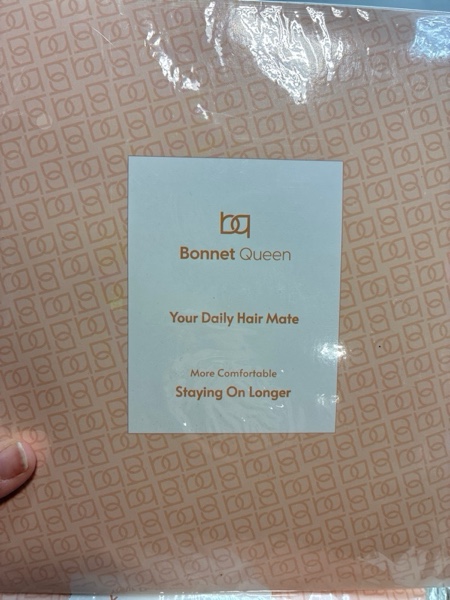 bq
Bonnet Queen
Your Daily Hair Mate
More Comfortable
Staying On Longer